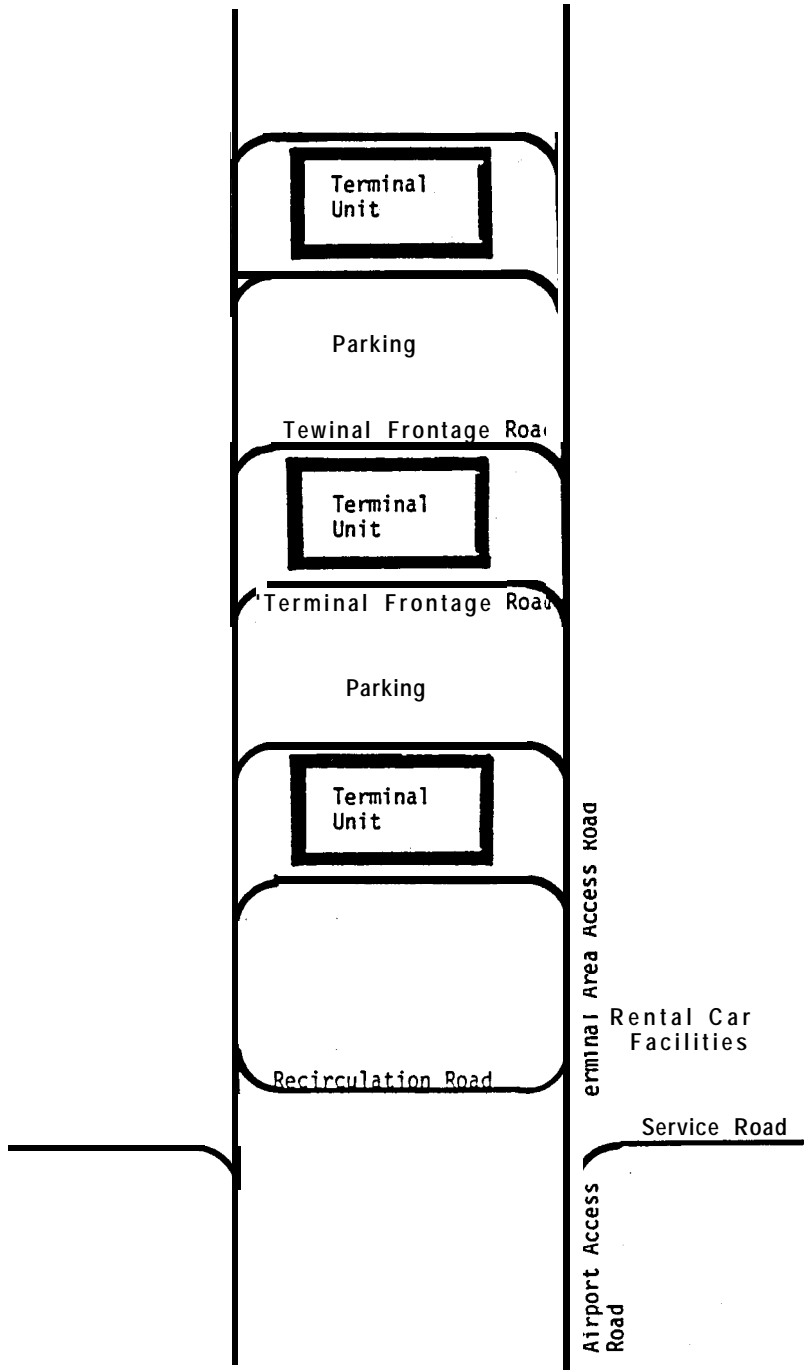 Terminal
Unit
Parking
Tewinal Frontage Roa
Terminal
Unit
'Terminal Frontage Road
Parking
Terminal
Unit
erminal Area Access Road
Rental Car
Facilities
Recirculation Road
Service Road
Airport Access
Road